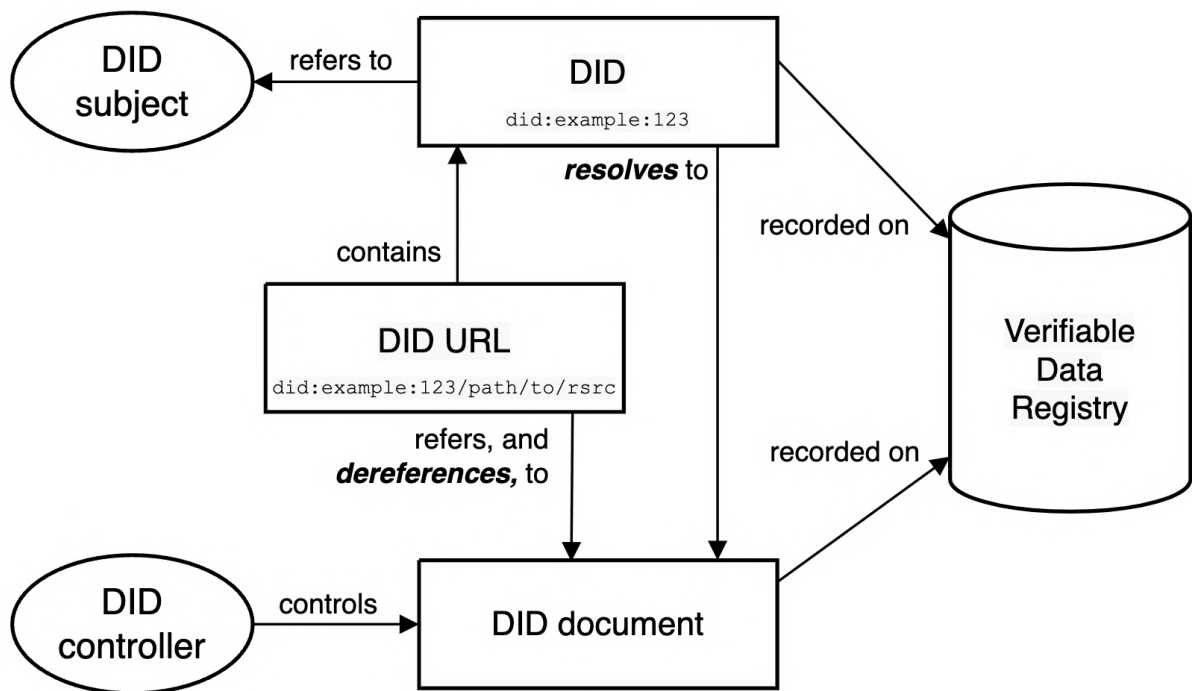 DID
subject
refers to
DID
did:example:123
resolves to
recorded on
contains
DID URL
did:example:123/path/to/rsrc
Verifiable
Data
Registry
refers, and
dereferences, to
recorded on
DID
controller
controls
DID document